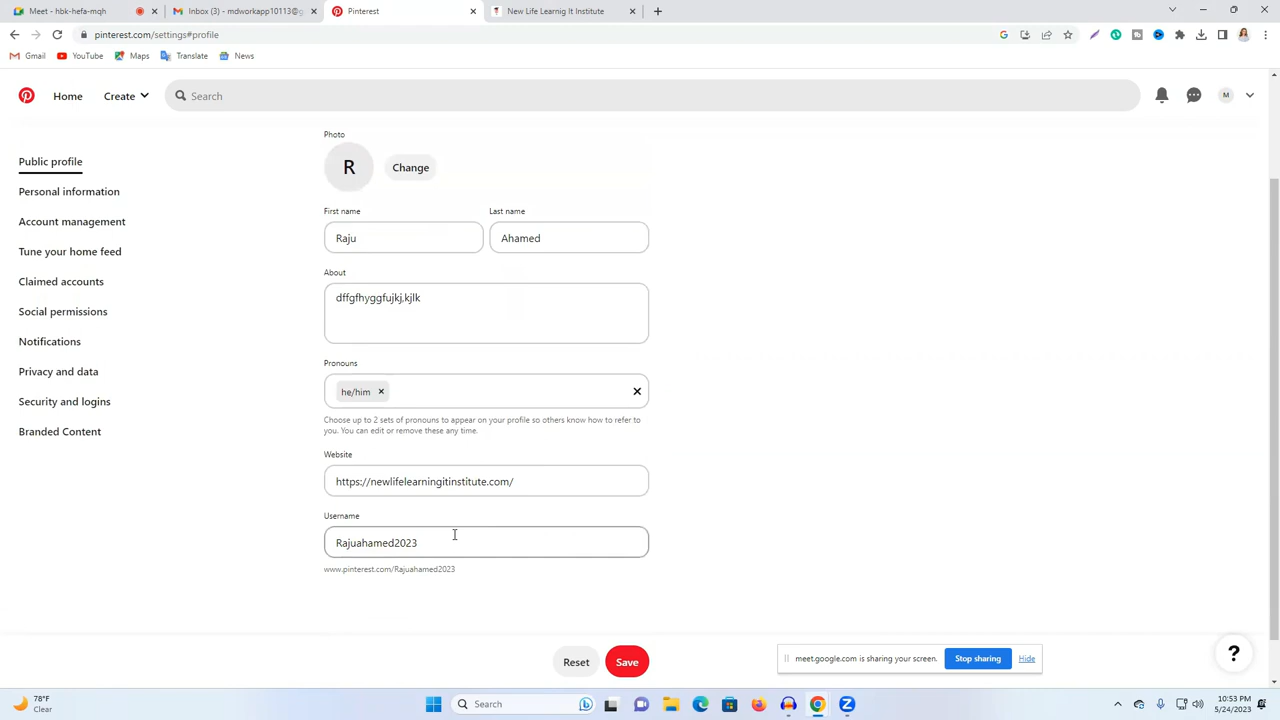 Meet - hbk-hefa-mqh
Inbox (3) - mdworkapp10113@g
Pinterest
New Life Learnig It Institute
pinterest.com/settings#profile
Gmail
YouTube
Maps
Translate
News
Home
Create
Search
M
Public profile
Personal information
Account management
Tune your home feed
Claimed accounts
Social permissions
Notifications
Privacy and data
Security and logins
Branded Content
Photo
R
Change
First name
Last name
Raju
Ahamed
About
dffgfhyggfujkj.kjlk
Pronouns
he/him
Choose up to 2 sets of pronouns to appear on your profile so others know how to refer to
you. You can edit or remove these any time.
Website
https://newlifelearningitinstitute.com/
Username
Rajuahamed2023
www.pinterest.com/Rajuahamed2023
Reset
Save
meet.google.com is sharing your screen.
Stop sharing
Hide
?
78°F
Clear
Search
10:53 PM
5/24/2023